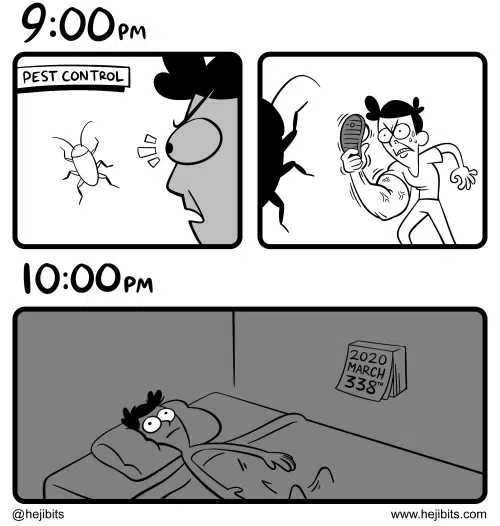 9:00PM
PEST CONTROL
10:00PM
2020
MARCH
338TH
@hejibits
www.hejibits.com